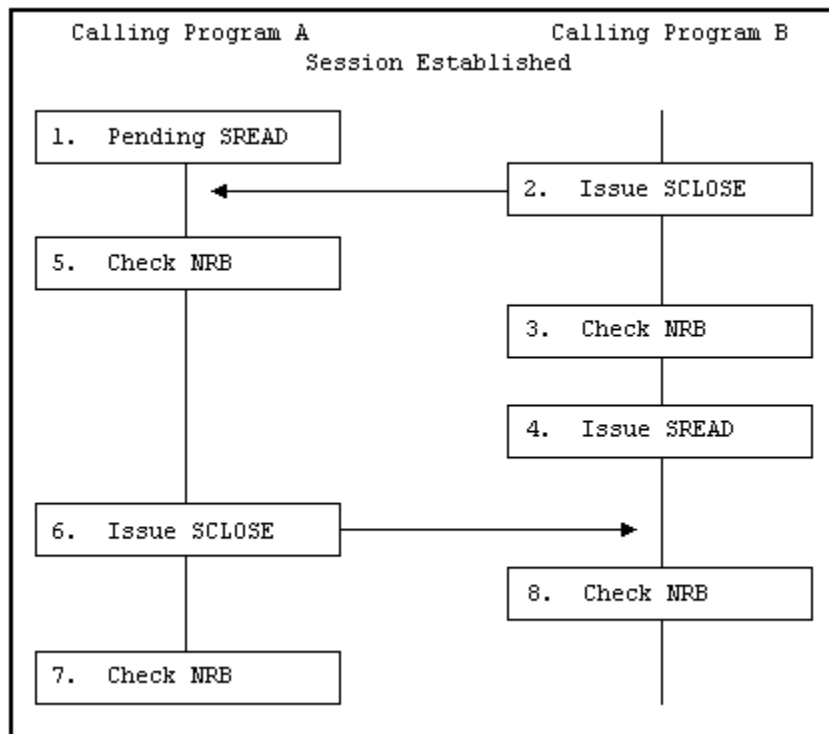 Calling Program A Calling Program B
Session Established
1. Pending SREAD
2. Issue SCLOSE
5. Check NRB
3. Check NRB
4. Issue SREAD
6. Issue SCLOSE
8. Check NRB
7. Check NRB